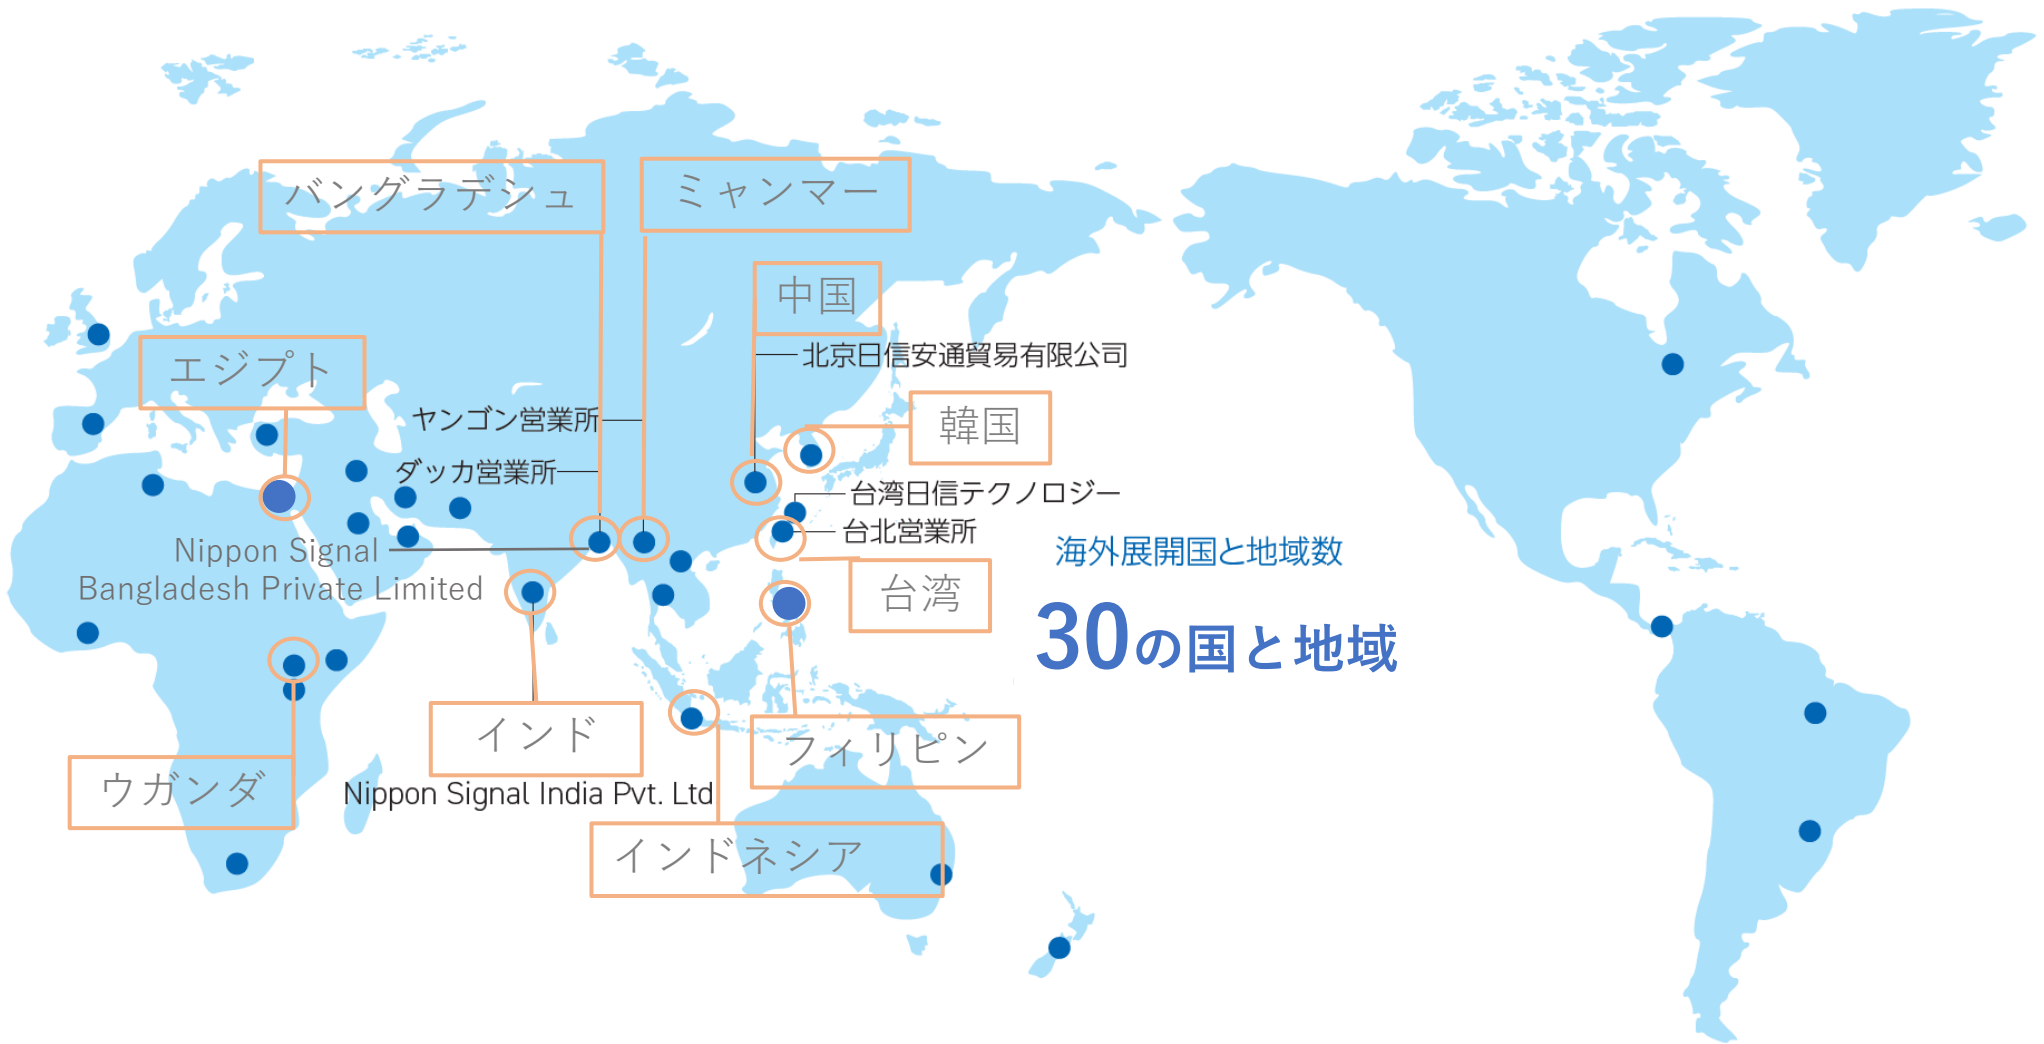 バングラデシュ
ミャンマー
中国
エジプト
北京日信安通貿易有限公司
ヤンゴン営業所
韓国
ダッカ営業所
台湾日信テクノロジー
台北営業所
Nippon Signal
Bangladesh Private Limited
海外展開国と地域数
台湾
30の国と地域
インド
フィリピン
ウガンダ
Nippon Signal India Pvt. Ltd
インドネシア